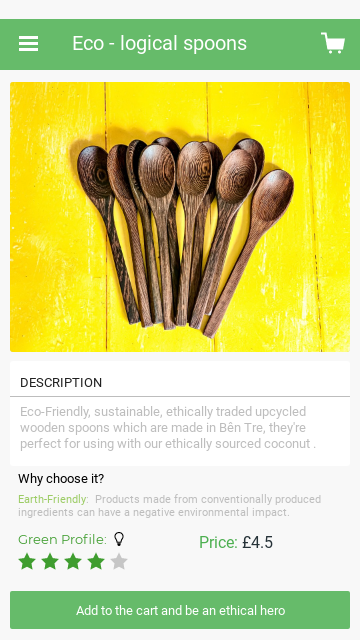 Eco - logical spoons
DESCRIPTION
Eco-Friendly, sustainable, ethically traded upcycled
wooden spoons which are made in Bến Tre, they're
perfect for using with our ethically sourced coconut .
Why choose it?
Earth-Friendly: Products made from conventionally produced
ingredients can have a negative environmental impact.
Green Profile:
Price: £4.5
Add to the cart and be an ethical hero